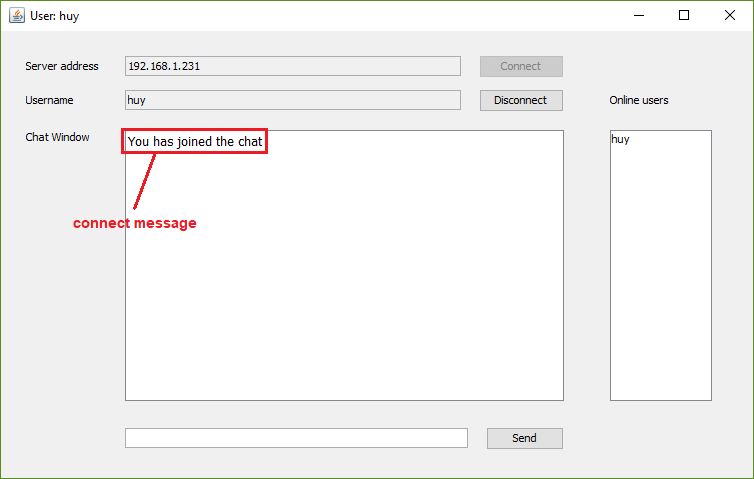 User: huy
Server address 192.168.1.231 Connect
Username huy Disconnect Online users
Chat Window You has joined the chat huy
connect message
Send